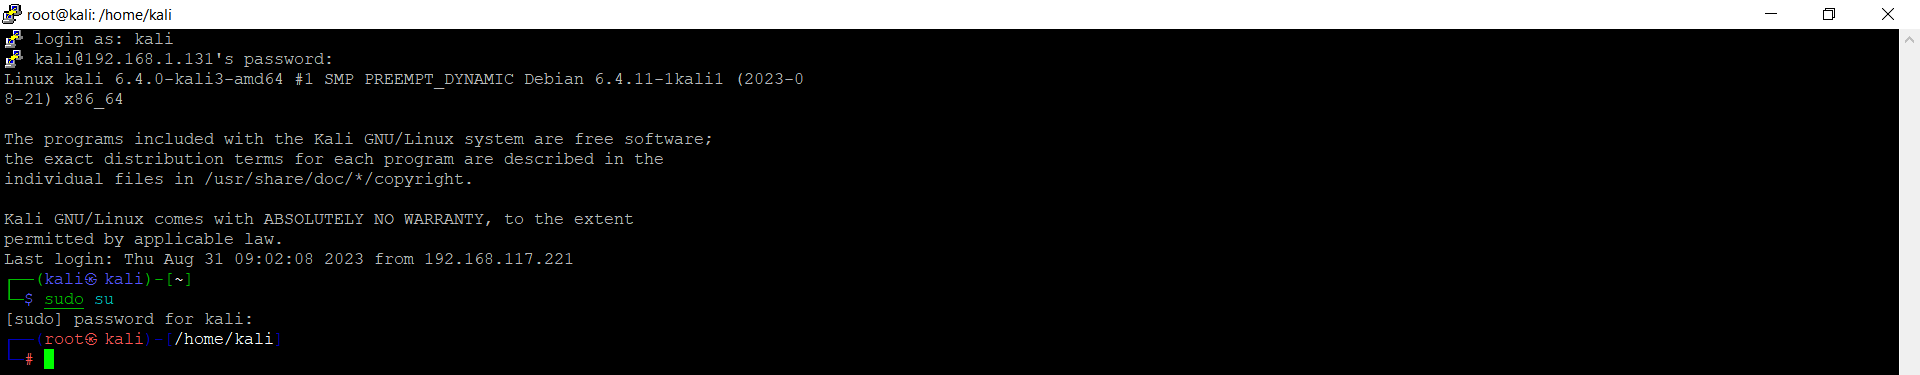 root@kali: /home/kali
login as: kali
kali@192.168.1.131's password:
Linux kali 6.4.0-kali3-amd64 #1 SMP PREEMPT_DYNAMIC Debian 6.4.11-1kali1 (2023-0
8-21) x86_64
The programs included with the Kali GNU/Linux system are free software;
the exact distribution terms for each program are described in the
individual files in /usr/share/doc/*/copyright.
Kali GNU/Linux comes with ABSOLUTELY NO WARRANTY, to the extent
permitted by applicable law.
Last login: Thu Aug 31 09:02:08 2023 from 192.168.117.221
┌──(kali㉿ kali)-[~]
└─$ sudo su
[sudo] password for kali:
┌──(root㉿ kali)-[/home/kali]
└─#